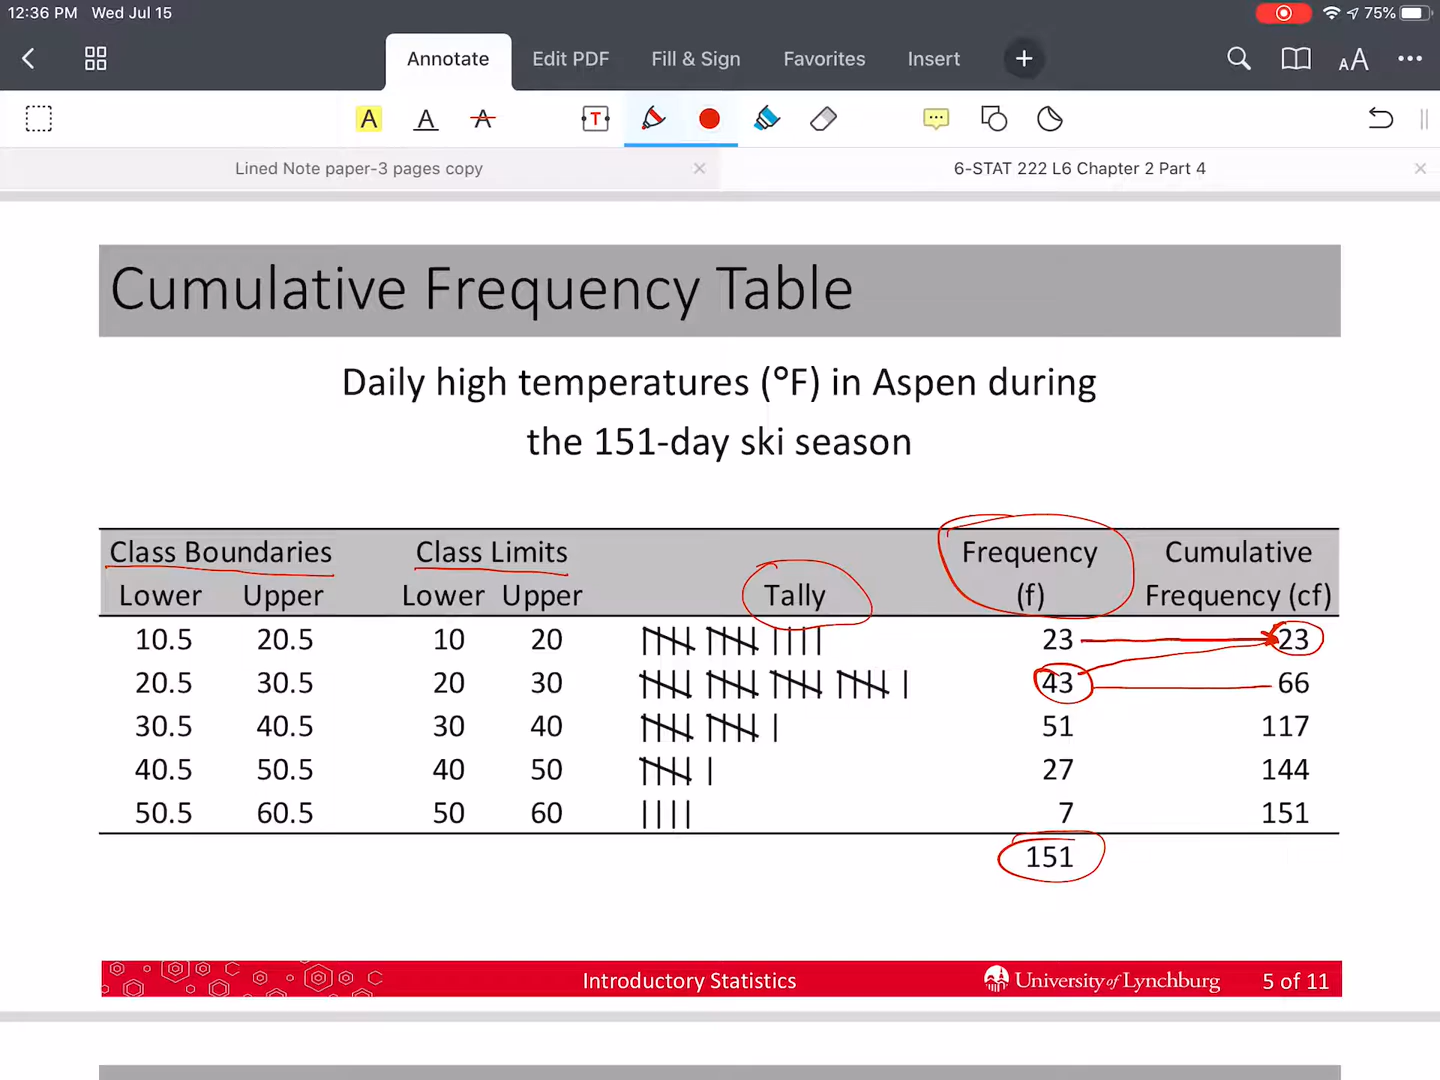 12:36 PM Wed Jul 15 75%
Annotate Edit PDF Fill & Sign Favorites Insert + AA
A A A T
Lined Note paper-3 pages copy × 6-STAT 222 L6 Chapter 2 Part 4 ×
Cumulative Frequency Table
Daily high temperatures (°F) in Aspen during
the 151-day ski season
Class Boundaries Class Limits Frequency Cumulative
Lower Upper Lower Upper Tally (f) Frequency (cf)
10.5 20.5 10 20 23 23
20.5 30.5 20 30 43 66
30.5 40.5 30 40 51 117
40.5 50.5 40 50 27 144
50.5 60.5 50 60 7 151
151
Introductory Statistics University of Lynchburg 5 of 11